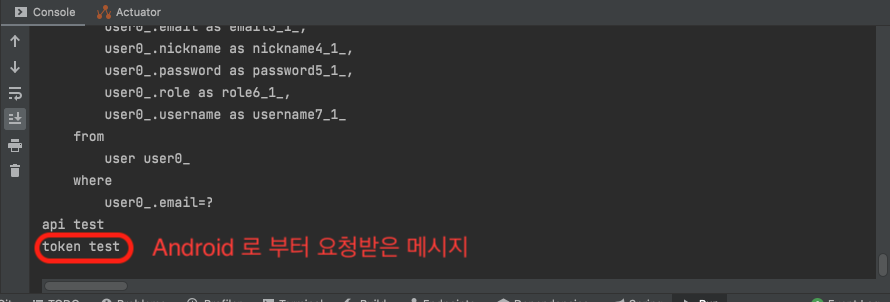 Console Actuator
user0_.email as email3_1_,
user0_.nickname as nickname4_1_,
user0_.password as password5_1_,
user0_.role as role6_1_,
user0_.username as username7_1_
from
user user0_
where
user0_.email=?
api test
token test Android 로 부터 요청받은 메시지